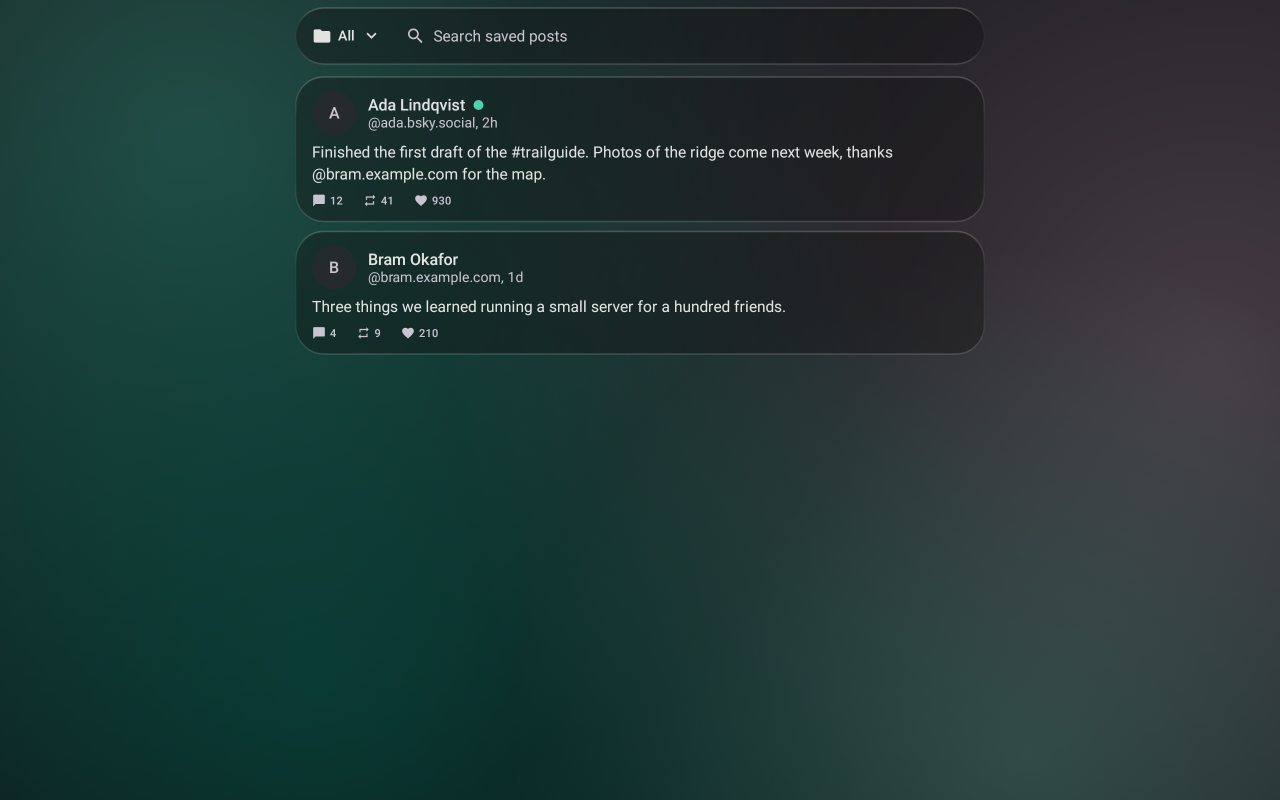 All
Search saved posts
A
Ada Lindqvist
@ada.bsky.social, 2h
Finished the first draft of the #trailguide. Photos of the ridge come next week, thanks
@bram.example.com for the map.
12 41 930
B
Bram Okafor
@bram.example.com, 1d
Three things we learned running a small server for a hundred friends.
4 9 210